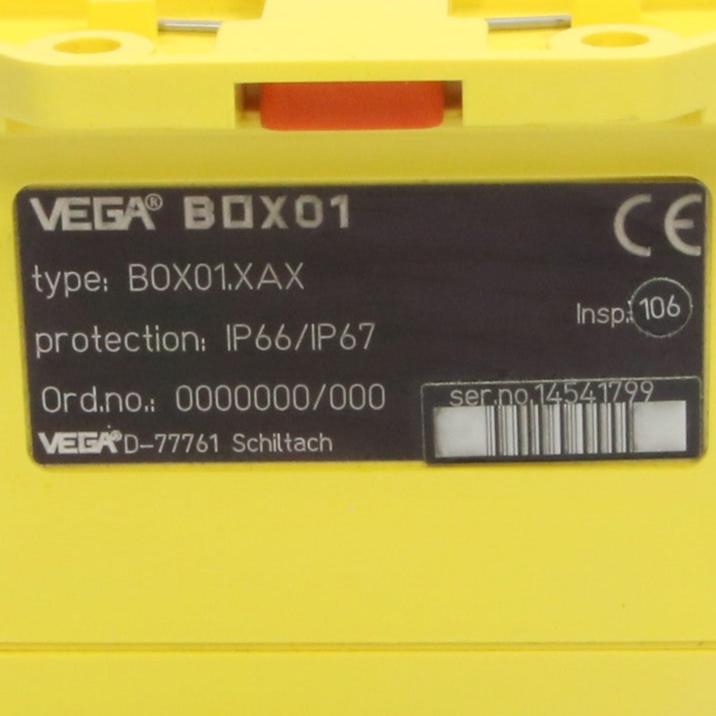 VEGA® BOX01
CE
type: BOX01.XAX
Insp.: 106
protection: IP66/IP67
Ord.no.: 0000000/000
ser.no.14541799
VEGA® D-77761 Schiltach